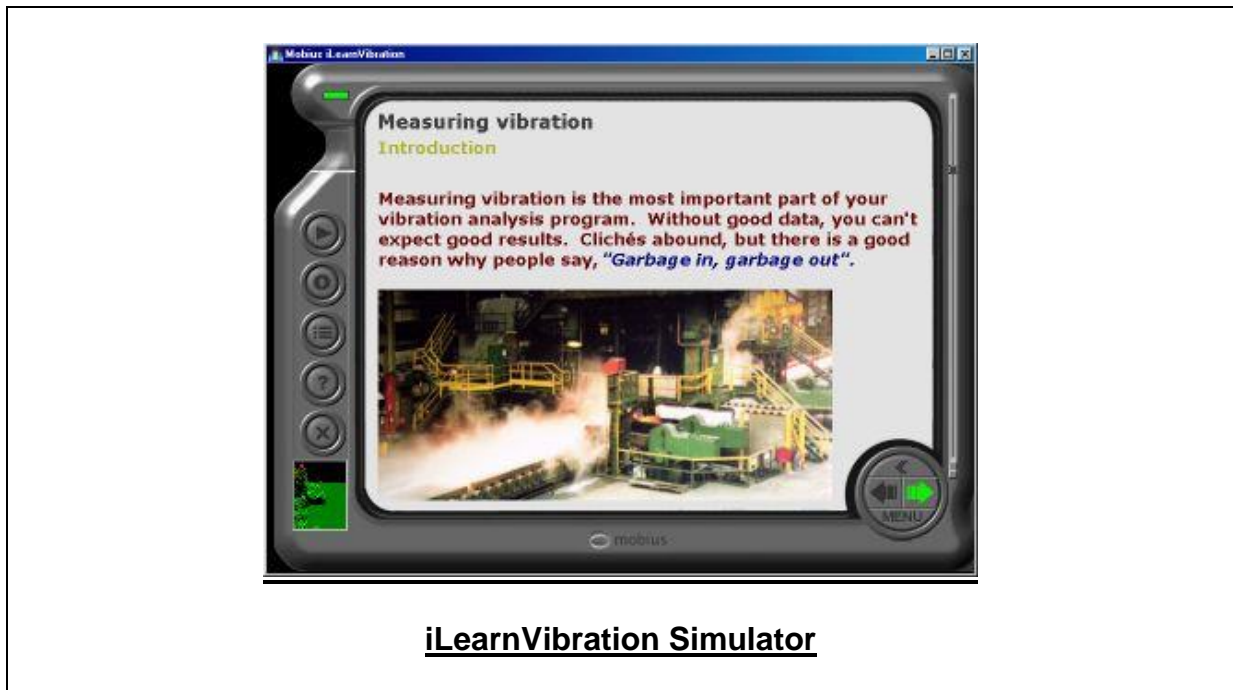 Mobius iLearnVibration
Measuring vibration
Introduction
Measuring vibration is the most important part of your
vibration analysis program.  Without good data, you can't
expect good results.  Clichés abound, but there is a good
reason why people say, "Garbage in, garbage out".
MENU
mobius
iLearnVibration Simulator